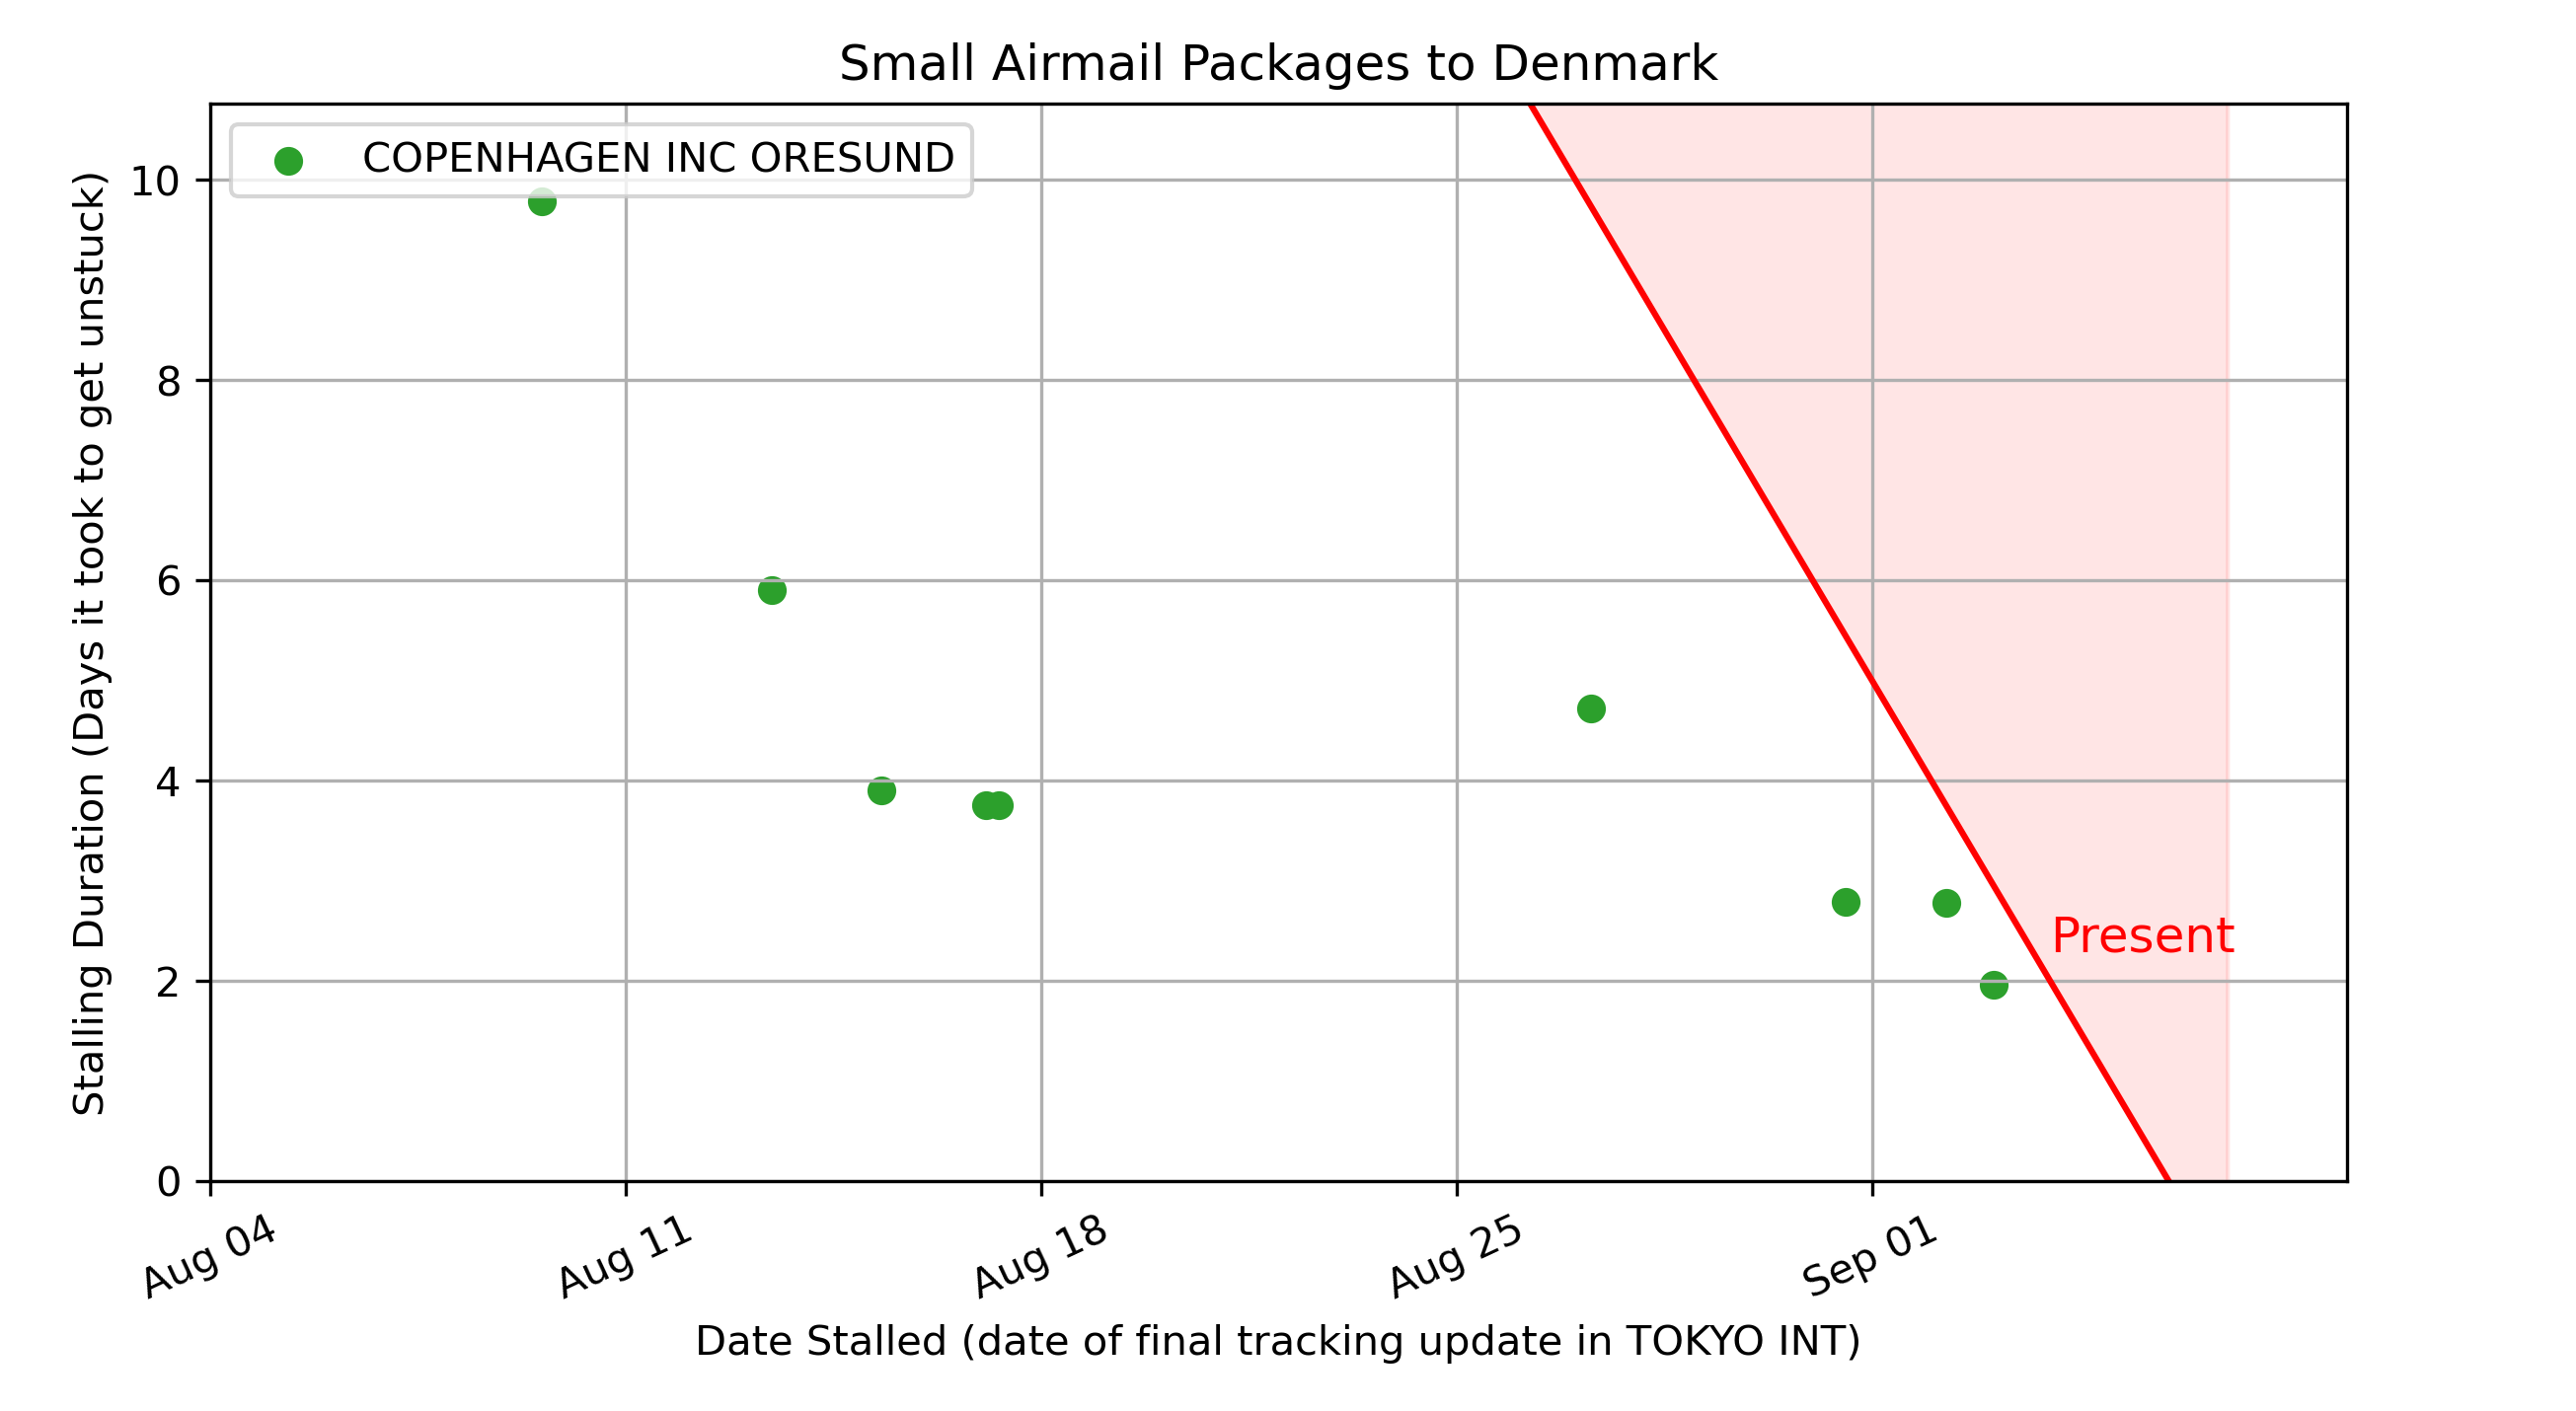 Small Airmail Packages to Denmark
COPENHAGEN INC ORESUND
Stalling Duration (Days it took to get unstuck)
10
8
6
4
2
0
Present
Aug 04
Aug 11
Aug 18
Aug 25
Sep 01
Date Stalled (date of final tracking update in TOKYO INT)